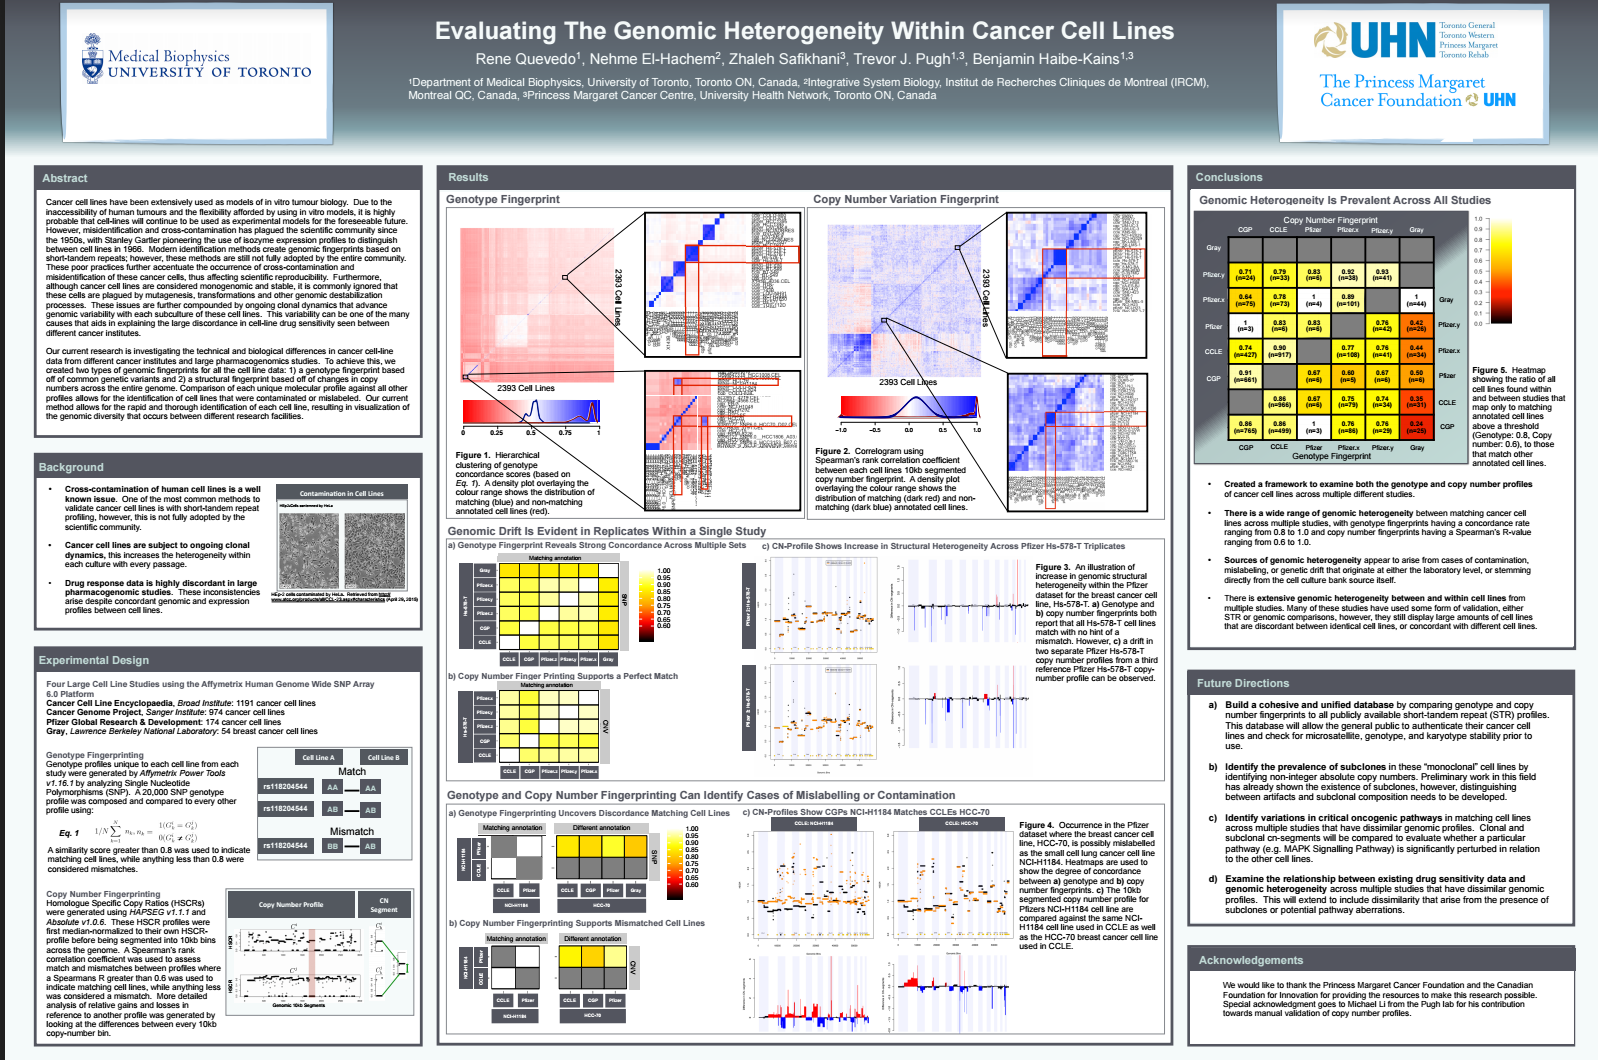 Medical Biophysics
UNIVERSITY OF TORONTO
Evaluating The Genomic Heterogeneity Within Cancer Cell Lines
Rene Quevedo¹, Nehme El-Hachem², Zhaleh Safikhani³, Trevor J. Pugh¹,³, Benjamin Haibe-Kains¹,³
¹Department of Medical Biophysics, University of Toronto, Toronto ON, Canada, ²Integrative System Biology, Institut de Recherches Cliniques de Montreal (IRCM),
Montreal QC, Canada, ³Princess Margaret Cancer Centre, University Health Network, Toronto ON, Canada
UHN
Toronto General
Toronto Western
Princess Margaret
Toronto Rehab
The Princess Margaret
Cancer Foundation UHN
Abstract
Cancer cell lines have been extensively used as models of in vitro tumour biology. Due to the
inaccessibility of human tumours and the flexibility afforded by using in vitro models, it is highly
probable that cell-lines will continue to be used as experimental models for the foreseeable future.
However, misidentification and cross-contamination has plagued the scientific community since
the 1950s, with Stanley Gartler pioneering the use of isozyme expression profiles to distinguish
between cell lines in 1966. Modern identification methods create genomic fingerprints based on
short-tandem repeats; however, these methods are still not fully adopted by the entire community.
These poor practices further accentuate the occurrence of cross-contamination and
misidentification of these cancer cells, thus affecting scientific reproducibility. Furthermore,
although cancer cell lines are considered monogenomic and stable, it is commonly ignored that
these cells are plagued by mutagenesis, transformations and other genomic destabilization
processes. These issues are further compounded by ongoing clonal dynamics that advance
genomic variability with each subculture of these cell lines. This variability can be one of the many
causes that aids in explaining the large discordance in cell-line drug sensitivity seen between
different cancer institutes.
Our current research is investigating the technical and biological differences in cancer cell-line
data from different cancer institutes and large pharmacogenomics studies. To achieve this, we
created two types of genomic fingerprints for all the cell line data: 1) a genotype fingerprint based
off of common genetic variants and 2) a structural fingerprint based off of changes in copy
numbers across the entire genome. Comparison of each unique molecular profile against all other
profiles allows for the identification of cell lines that were contaminated or mislabeled. Our current
method allows for the rapid and thorough identification of each cell line, resulting in visualization of
the genomic diversity that occurs between different research facilities.
Background
• Cross-contamination of human cell lines is a well
known issue. One of the most common methods to
validate cancer cell lines is with short-tandem repeat
profiling, however, this is not fully adopted by the
scientific community.
• Cancer cell lines are subject to ongoing clonal
dynamics, this increases the heterogeneity within
each culture with every passage.
• Drug response data is highly discordant in large
pharmacogenomic studies. These inconsistencies
arise despite concordant genomic and expression
profiles between cell lines.
Contamination in Cell Lines
HEp-2 cells contaminated by HeLa. Retrieved from
Experimental Design
Four Large Cell Line Studies using the Affymetrix Human Genome Wide SNP Array
6.0 Platform
Cancer Cell Line Encyclopaedia, Broad Institute: 1191 cancer cell lines
Cancer Genome Project, Sanger Institute: 974 cancer cell lines
Pfizer Global Research & Development: 174 cancer cell lines
Gray, Lawrence Berkeley National Laboratory: 54 breast cancer cell lines
Genotype Fingerprinting
Genotype profiles unique to each cell line from each
study were generated by Affymetrix Power Tools
v1.16.1 by analyzing Single Nucleotide
Polymorphisms (SNP). A 20,000 SNP genotype
profile was composed and compared to every other
profile using:
Eq. 1
A similarity score greater than 0.8 was used to indicate
matching cell lines, while anything less than 0.8 were
considered mismatches.
Cell Line A Cell Line B
Match
rs118204544 AA AA
rs118204544 AB AB
Mismatch
rs118204544 BB AB
Copy Number Fingerprinting
Homologue Specific Copy Ratios (HSCRs)
were generated using HAPSEG v1.1.1 and
Absolute v1.0.6. These HSCR profiles were
first median-normalized to their own HSCR-
profile before being segmented into 10kb bins
across the genome. A Spearman's rank
correlation coefficient was used to assess
match and mismatches between profiles where
a Spearmans R greater than 0.6 was used to
indicate matching cell lines, while anything less
was considered a mismatch. More detailed
analysis of relative gains and losses in
reference to another profile was generated by
looking at the differences between every 10kb
copy-number bin.
Copy Number Profile
CN
Segment
HSCR
HSCR
Genomic 10kb Segments
Results
Genotype Fingerprint
2393 Cell Lines
2393 Cell Lines
0 0.25 0.5 0.75 1
Figure 1. Hierarchical
clustering of genotype
concordance scores (based on
Eq. 1). A density plot overlaying the
colour range shows the distribution of
matching (blue) and non-matching
annotated cell lines (red).
Copy Number Variation Fingerprint
2393 Cell Lines
2393 Cell Lines
−1.0 −0.5 0.0 0.5 1.0
Figure 2. Correlogram using
Spearman's rank correlation coefficient
between each cell lines 10kb segmented
copy number fingerprint. A density plot
overlaying the colour range shows the
distribution of matching (dark red) and non-
matching (dark blue) annotated cell lines.
Genomic Drift Is Evident in Replicates Within a Single Study
a) Genotype Fingerprint Reveals Strong Concordance Across Multiple Sets
Matching annotation
Hs-578-T
Gray
Pfizer.x
Pfizer.y
Pfizer.z
CGP
CCLE
CCLE CGP Pfizer.z Pfizer.y Pfizer.x Gray
SNP
1.00
0.95
0.90
0.85
0.80
0.75
0.70
0.65
0.60
b) Copy Number Finger Printing Supports a Perfect Match
Matching annotation
Hs-578-T
Pfizer.x
Pfizer.y
Pfizer.z
CGP
CCLE
CCLE CGP Pfizer.z Pfizer.y Pfizer.x
CNV
c) CN-Profile Shows Increase in Structural Heterogeneity Across Pfizer Hs-578-T Triplicates
Pfizer 2: Hs-578-T
Pfizer 3: Hs-578-T
Figure 3. An illustration of
increase in genomic structural
heterogeneity within the Pfizer
dataset for the breast cancer cell
line, Hs-578-T. a) Genotype and
b) copy number fingerprints both
report that all Hs-578-T cell lines
match with no hint of a
mismatch. However, c) a drift in
two separate Pfizer Hs-578-T
copy number profiles from a third
reference Pfizer Hs-578-T copy-
number profile can be observed.
Genotype and Copy Number Fingerprinting Can Identify Cases of Mislabelling or Contamination
a) Genotype Fingerprinting Uncovers Discordance Matching Cell Lines
Matching annotation Different annotation
NCI-H1184
Pfizer
CCLE
CCLE Pfizer CCLE CGP Pfizer Gray
NCI-H1184 HCC-70
SNP
1.00
0.95
0.90
0.85
0.80
0.75
0.70
0.65
0.60
b) Copy Number Fingerprinting Supports Mismatched Cell Lines
Matching annotation Different annotation
NCI-H1184
Pfizer
CCLE
CCLE Pfizer CCLE CGP Pfizer
NCI-H1184 HCC-70
CNV
c) CN-Profiles Show CGPs NCI-H1184 Matches CCLEs HCC-70
CCLE: NCI-H1184 CCLE: HCC-70
Figure 4. Occurrence in the Pfizer
dataset where the breast cancer cell
line, HCC-70, is possibly mislabelled
as the small cell lung cancer cell line
NCI-H1184. Heatmaps are used to
show the degree of concordance
between a) genotype and b) copy
number fingerprints. c) The 10kb
segmented copy number profile for
Pfizers NCI-H1184 cell line are
compared against the same NCI-
H1184 cell line used in CCLE as well
as the HCC-70 breast cancer cell line
used in CCLE.
Conclusions
Genomic Heterogeneity Is Prevalent Across All Studies
Copy Number Fingerprint
CGP CCLE Pfizer Pfizer.x Pfizer.y Gray
Gray
Pfizer.y 0.71 (n=24) 0.79 (n=33) 0.83 (n=6) 0.92 (n=38) 0.93 (n=41)
Pfizer.x 0.64 (n=75) 0.78 (n=73) 1 (n=4) 0.89 (n=101) 1 (n=44) Gray
Pfizer 1 (n=3) 0.83 (n=6) 0.83 (n=6) 0.76 (n=42) 0.42 (n=26) Pfizer.y
CCLE 0.74 (n=427) 0.90 (n=917) 0.77 (n=108) 0.76 (n=41) 0.44 (n=34) Pfizer.x
CGP 0.91 (n=661) 0.67 (n=6) 0.60 (n=5) 0.67 (n=6) 0.50 (n=6) Pfizer
0.86 (n=966) 0.67 (n=6) 0.75 (n=79) 0.74 (n=34) 0.35 (n=31) CCLE
0.86 (n=765) 0.86 (n=499) 1 (n=3) 0.76 (n=86) 0.76 (n=29) 0.24 (n=25) CGP
CGP CCLE Pfizer Pfizer.x Pfizer.y Gray
Genotype Fingerprint
1.0
0.9
0.8
0.7
0.6
0.5
0.4
0.3
0.2
0.1
0.0
Figure 5. Heatmap
showing the ratio of all
cell lines found within
and between studies that
map only to matching
annotated cell lines
above a threshold
(Genotype: 0.8, Copy
number: 0.6), to those
that match other
annotated cell lines.
• Created a framework to examine both the genotype and copy number profiles
of cancer cell lines across multiple different studies.
• There is a wide range of genomic heterogeneity between matching cancer cell
lines across multiple studies, with genotype fingerprints having a concordance rate
ranging from 0.8 to 1.0 and copy number fingerprints having a Spearman's R-value
ranging from 0.6 to 1.0.
• Sources of genomic heterogeneity appear to arise from cases of contamination,
mislabeling, or genetic drift that originate at either the laboratory level, or stemming
directly from the cell culture bank source itself.
• There is extensive genomic heterogeneity between and within cell lines from
multiple studies. Many of these studies have used some form of validation, either
STR or genomic comparisons, however, they still display large amounts of cell lines
that are discordant between identical cell lines, or concordant with different cell lines.
Future Directions
a) Build a cohesive and unified database by comparing genotype and copy
number fingerprints to all publicly available short-tandem repeat (STR) profiles.
This database will allow the general public to authenticate their cancer cell
lines and check for microsatellite, genotype, and karyotype stability prior to
use.
b) Identify the prevalence of subclones in these “monoclonal” cell lines by
identifying non-integer absolute copy numbers. Preliminary work in this field
has already shown the existence of subclones, however, distinguishing
between artifacts and subclonal composition needs to be developed.
c) Identify variations in critical oncogenic pathways in matching cell lines
across multiple studies that have dissimilar genomic profiles. Clonal and
subclonal cn-segments will be compared to evaluate whether a particular
pathway (e.g. MAPK Signalling Pathway) is significantly perturbed in relation
to the other cell lines.
d) Examine the relationship between existing drug sensitivity data and
genomic heterogeneity across multiple studies that have dissimilar genomic
profiles. This will extend to include dissimilarity that arise from the presence of
subclones or potential pathway aberrations.
Acknowledgements
We would like to thank the Princess Margaret Cancer Foundation and the Canadian
Foundation for Innovation for providing the resources to make this research possible.
Special acknowledgment goes to Michael Li from the Pugh lab for his contribution
towards manual validation of copy number profiles.